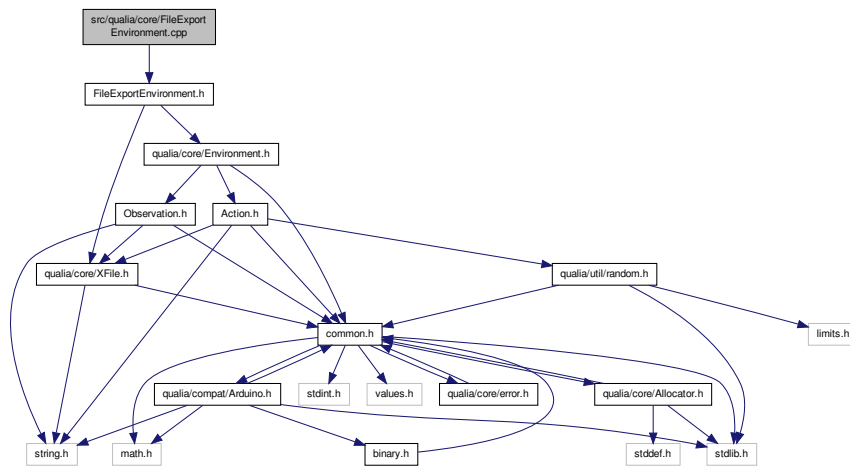 src/qualia/core/FileExport
Environment.cpp
FileExportEnvironment.h
qualia/core/Environment.h
Observation.h
Action.h
qualia/core/XFile.h
qualia/util/random.h
common.h
limits.h
qualia/compat/Arduino.h
stdint.h
values.h
qualia/core/error.h
qualia/core/Allocator.h
string.h
math.h
binary.h
stddef.h
stdlib.h